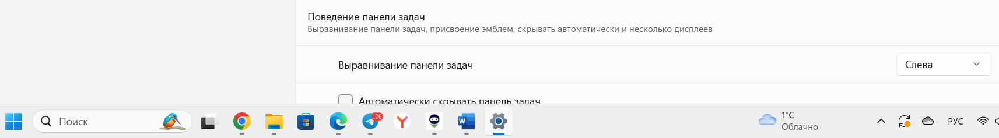 Поведение панели задач
Выравнивание панели задач, присвоение эмблем, скрывать автоматически и несколько дисплеев
Выравнивание панели задач
Слева
Автоматически скрывать панель задач
Поиск
..76
W
1°C
Облачно
РУС